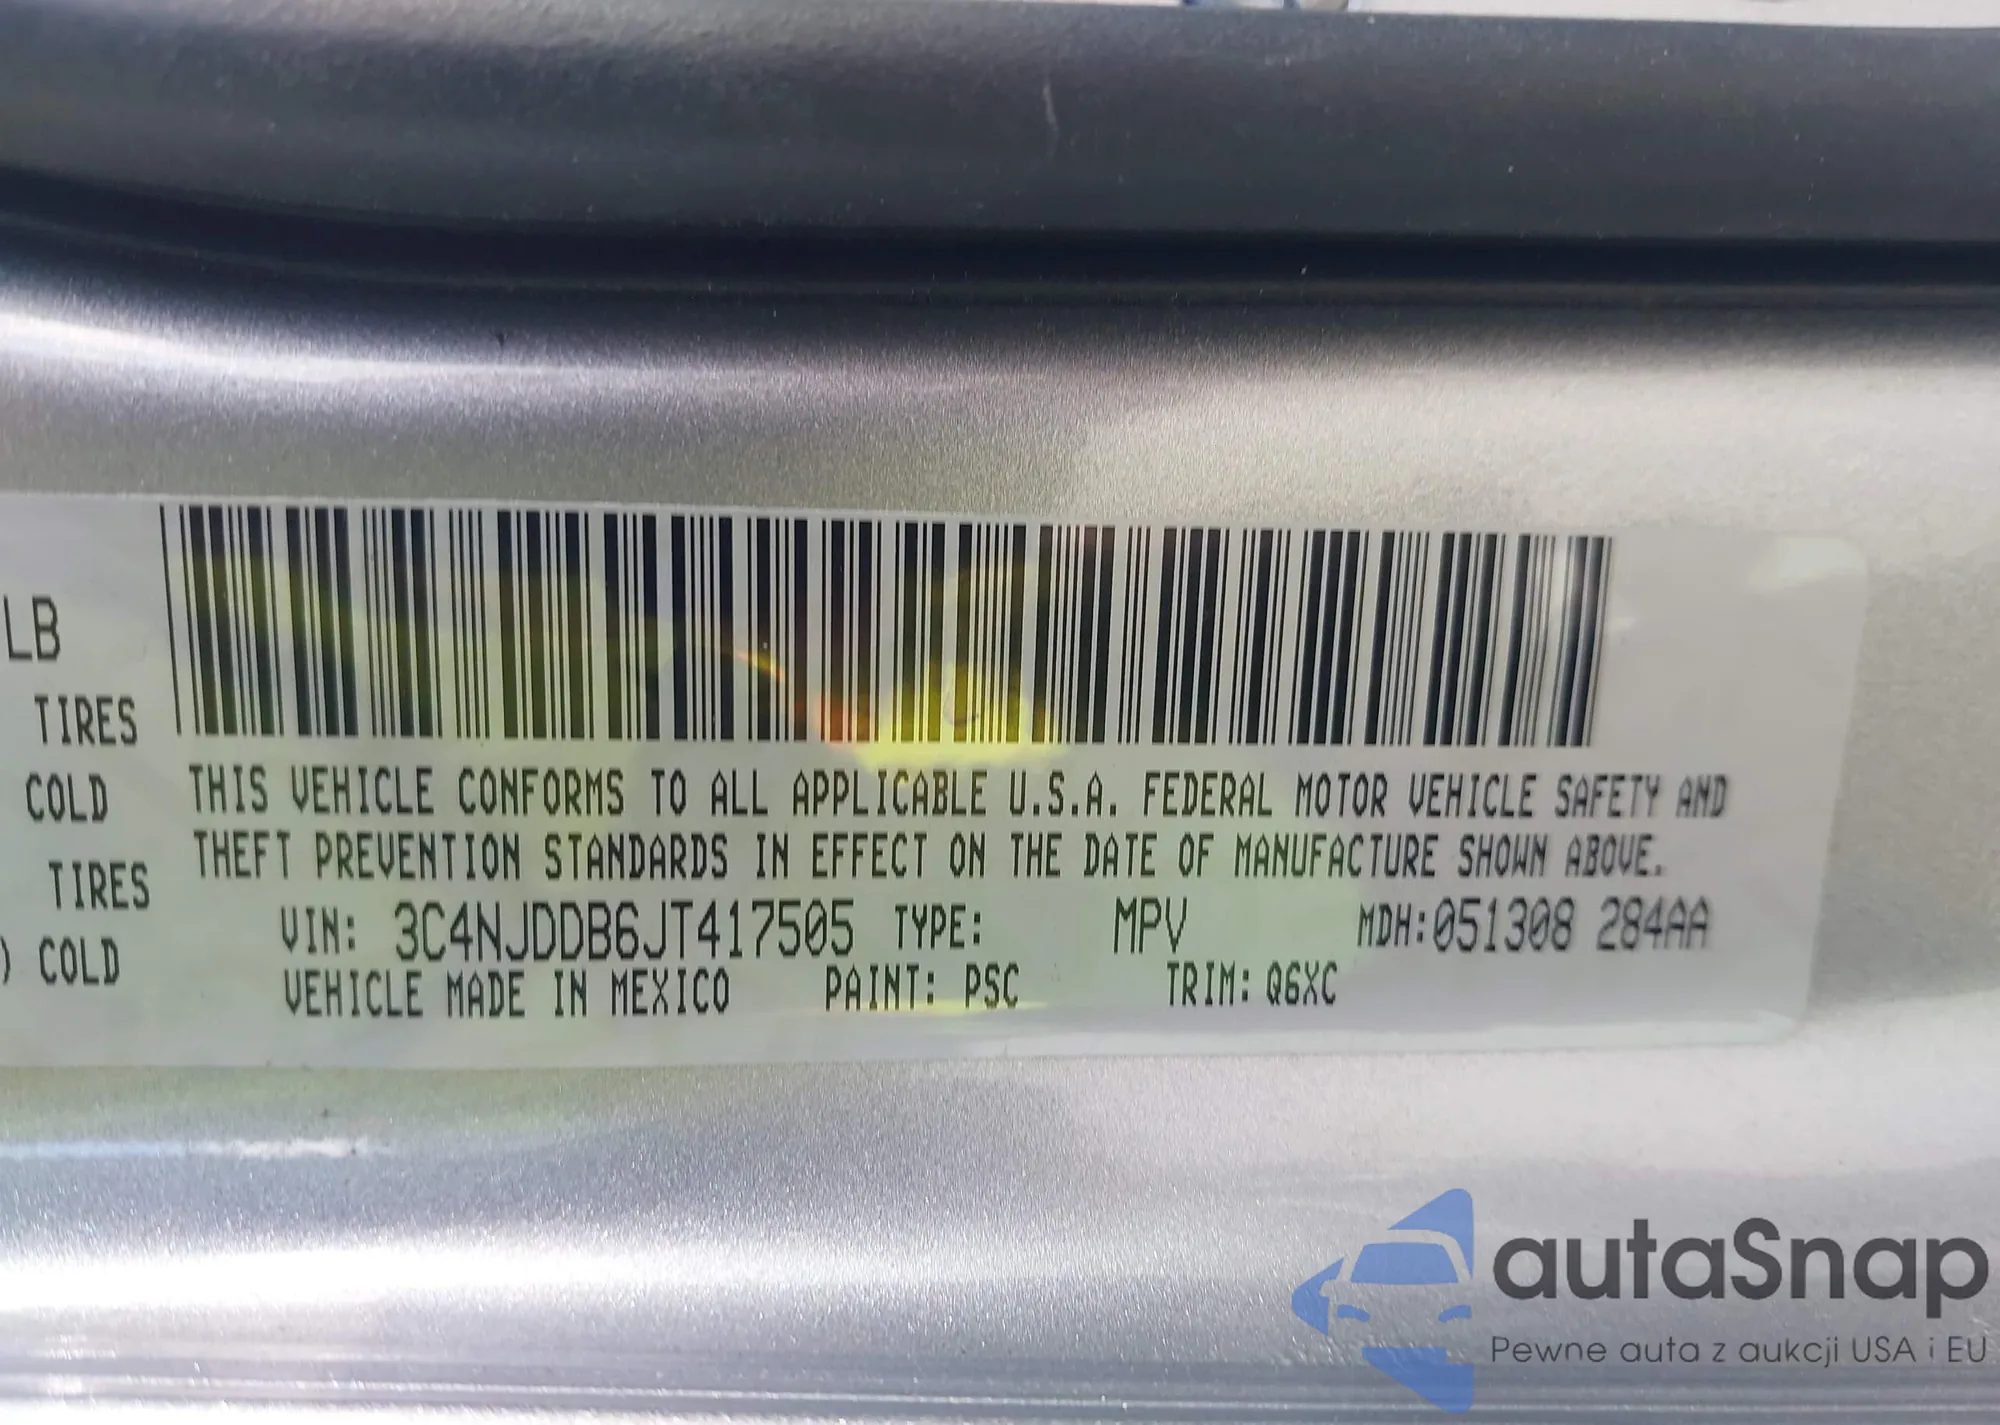 LB
TIRES
COLD
TIRES
) COLD
THIS VEHICLE CONFORMS TO ALL APPLICABLE U.S.A. FEDERAL MOTOR VEHICLE SAFETY AND
THEFT PREVENTION STANDARDS IN EFFECT ON THE DATE OF MANUFACTURE SHOWN ABOVE.
VIN: 3C4NJDDB6JT417505 TYPE: MPV MDH:051308 284AA
VEHICLE MADE IN MEXICO PAINT: PSC TRIM: Q6XC
autaSnap
Pewne auta z aukcji USA i EU